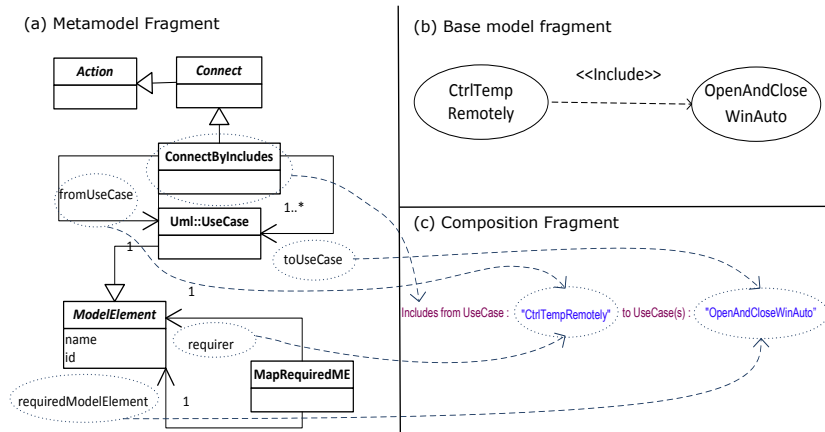 (a) Metamodel Fragment
Action
Connect
ConnectByIncludes
fromUseCase
1..*
Uml::UseCase
toUseCase
1
1
ModelElement
name
id
requirer
MapRequiredME
requiredModelElement
1
(b) Base model fragment
CtrlTemp
Remotely
<<Include>>
OpenAndClose
WinAuto
(c) Composition Fragment
Includes from UseCase : "CtrlTempRemotely" to UseCase(s) : "OpenAndCloseWinAuto"